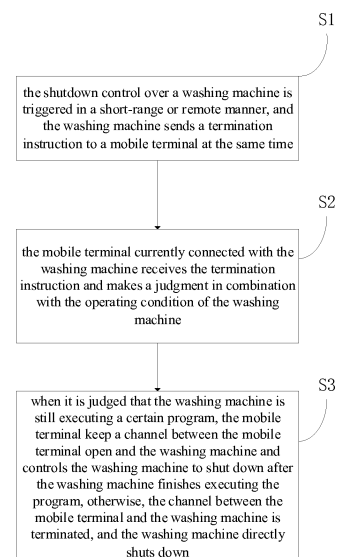 S1
the shutdown control over a washing machine is
triggered in a short-range or remote manner, and
the washing machine sends a termination
instruction to a mobile terminal at the same time
S2
the mobile terminal currently connected with the
washing machine receives the termination
instruction and makes a judgment in combination
with the operating condition of the washing
machine
S3
when it is judged that the washing machine is
still executing a certain program, the mobile
terminal keep a channel between the mobile
terminal open and the washing machine and
controls the washing machine to shut down after
the washing machine finishes executing the
program, otherwise, the channel between the
mobile terminal and the washing machine is
terminated, and the washing machine directly
shuts down